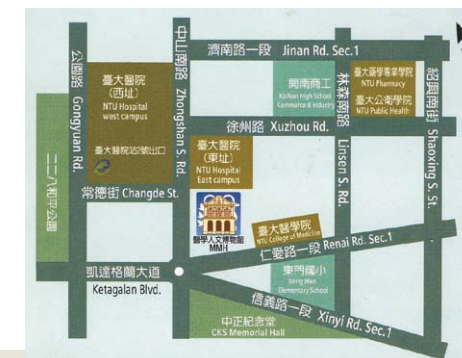 濟南路一段 Jinan Rd. Sec.1
公園路 Gongyuan Rd.
中山南路 Zhongshan S. Rd.
臺大醫院
(西址)
NTU Hospital
west campus
臺大醫院站2號出口
開南商工
Kai Nan High School
Commerce & Industry
林森南路 Linsen S. Rd.
臺大藥學專業學院
NTU Pharmacy
臺大公衛學院
NTU Public Health
紹興南街 Shaoxing S. St.
徐州路 Xuzhou Rd.
臺大醫院
(東址)
NTU Hospital
East campus
二二八和平公園
常德街 Changde St.
醫學人文博物館
MMH
臺大醫學院
NTU College of Medicine
仁愛路一段 Renai Rd. Sec.1
凱達格蘭大道
Ketagalan Blvd.
東門國小
Dong Men
Elementary School
信義路一段 Xinyi Rd. Sec.1
中正紀念堂
CKS Memorial Hall